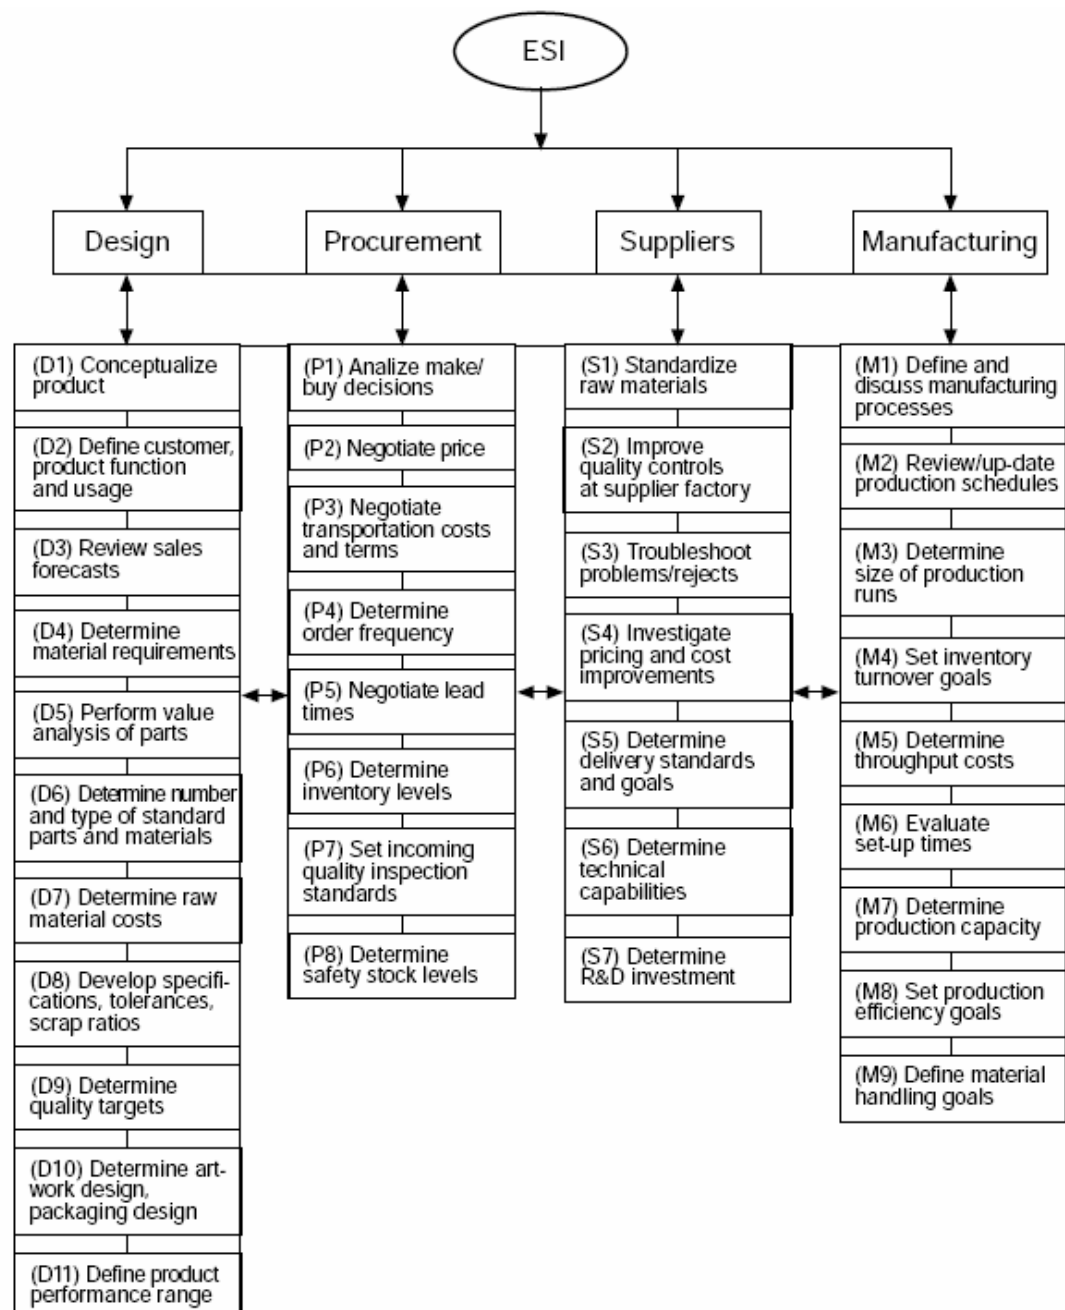 ESI
Design
Procurement
Suppliers
Manufacturing
(D1) Conceptualize
product
(D2) Define customer,
product function
and usage
(D3) Review sales
forecasts
(D4) Determine
material requirements
(D5) Perform value
analysis of parts
(D6) Determine number
and type of standard
parts and materials
(D7) Determine raw
material costs
(D8) Develop specifi-
cations, tolerances,
scrap ratios
(D9) Determine
quality targets
(D10) Determine art-
work design,
packaging design
(D11) Define product
performance range
(P1) Analize make/
buy decisions
(P2) Negotiate price
(P3) Negotiate
transportation costs
and terms
(P4) Determine
order frequency
(P5) Negotiate lead
times
(P6) Determine
inventory levels
(P7) Set incoming
quality inspection
standards
(P8) Determine
safety stock levels
(S1) Standardize
raw materials
(S2) Improve
quality controls
at supplier factory
(S3) Troubleshoot
problems/rejects
(S4) Investigate
pricing and cost
improvements
(S5) Determine
delivery standards
and goals
(S6) Determine
technical
capabilities
(S7) Determine
R&D investment
(M1) Define and
discuss manufacturing
processes
(M2) Review/up-date
production schedules
(M3) Determine
size of production
runs
(M4) Set inventory
turnover goals
(M5) Determine
throughput costs
(M6) Evaluate
set-up times
(M7) Determine
production capacity
(M8) Set production
efficiency goals
(M9) Define material
handling goals